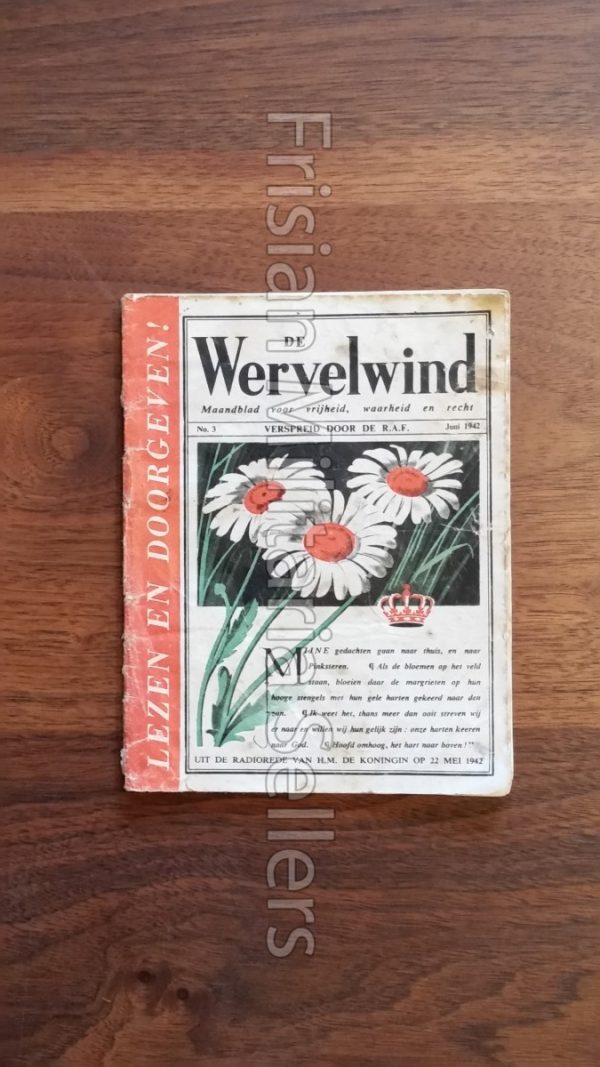 LEZEN EN DOORGEVEN!
DE
Wervelwind
Maandblad voor vrijheid, waarheid en recht
No. 3 VERSPREID DOOR DE R.A.F. Juni 1942
MIJNE gedachten gaan naar thuis, en naar
Pinksteren. ¶ Als de bloemen op het veld
staan, bloeien daar de margrieten op hun
hooge stengels met hun gele harten gekeerd naar den
zon. ¶ Ik weet het, thans meer dan ooit streven wij
er naar en willen wij hun gelijk zijn: onze harten keeren
naar God. ¶ Hoofd omhoog, het hart naar boven!"
UIT DE RADIOREDE VAN H.M. DE KONINGIN OP 22 MEI 1942
Frisian Militaria Sellers